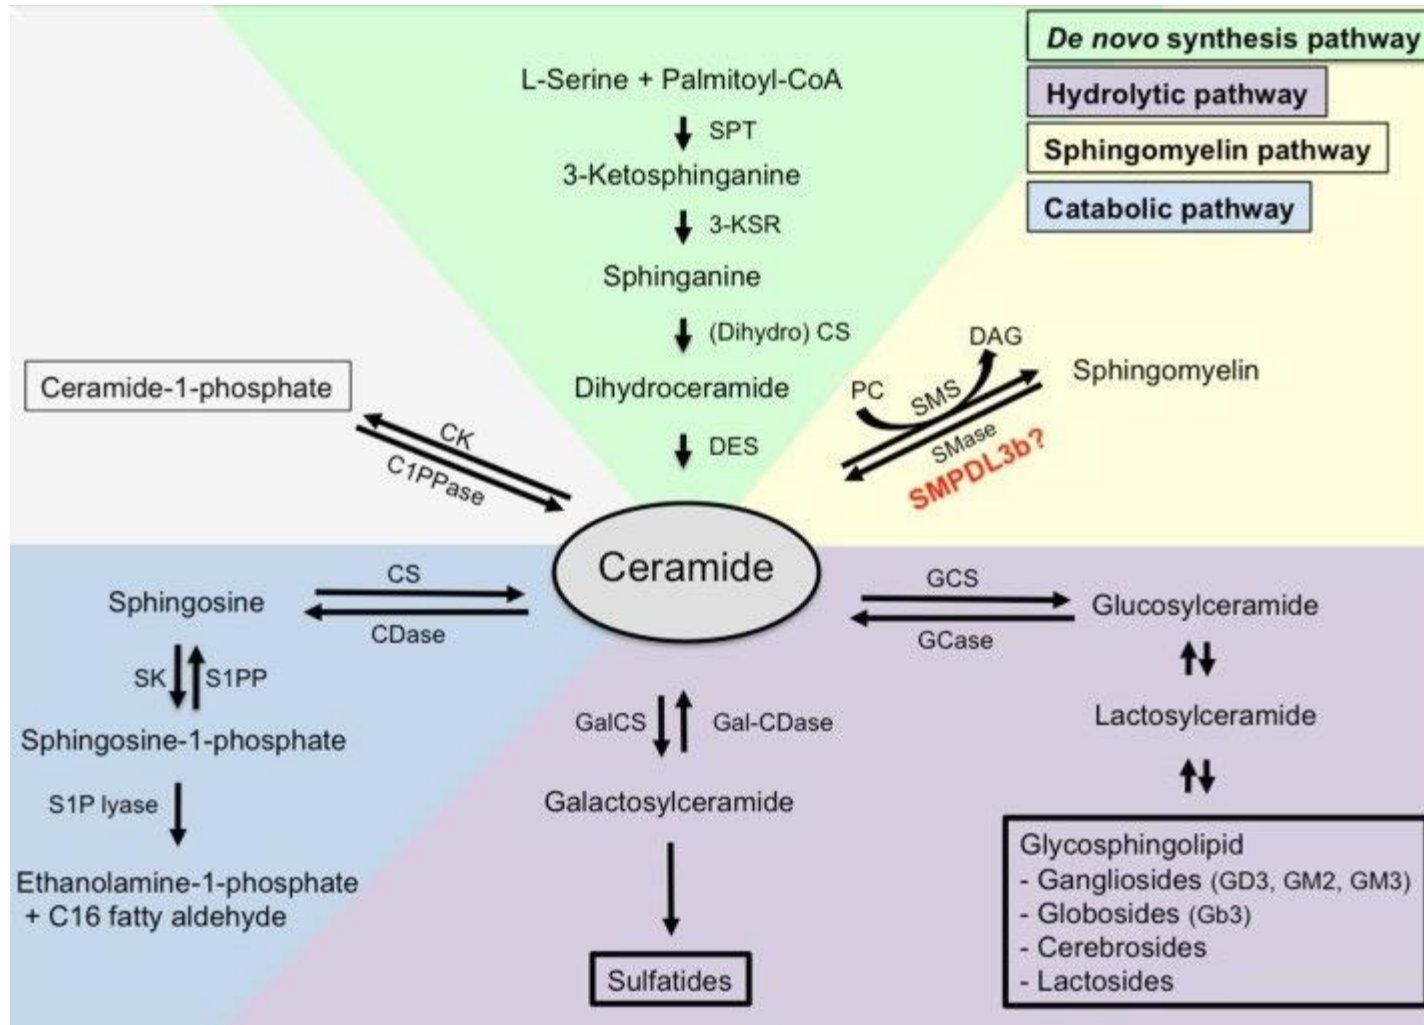 De novo synthesis pathway
Hydrolytic pathway
Sphingomyelin pathway
Catabolic pathway
L-Serine + Palmitoyl-CoA
SPT
3-Ketosphinganine
3-KSR
Sphinganine
(Dihydro) CS
Dihydroceramide
DES
Ceramide-1-phosphate
CK
C1PPase
PC
SMS
DAG
Sphingomyelin
SMase
SMPDL3b?
Ceramide
Sphingosine
CS
CDase
SK
S1PP
Sphingosine-1-phosphate
S1P lyase
Ethanolamine-1-phosphate
+ C16 fatty aldehyde
GalCS
Gal-CDase
Galactosylceramide
Sulfatides
GCS
GCase
Glucosylceramide
Lactosylceramide
Glycosphingolipid
- Gangliosides (GD3, GM2, GM3)
- Globosides (Gb3)
- Cerebrosides
- Lactosides